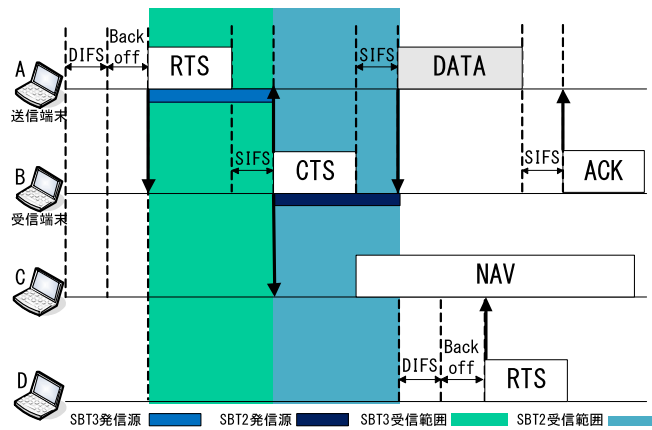 DIFS
Back
off
A
送信端末
RTS
SIFS
DATA
SIFS
B
受信端末
CTS
SIFS
ACK
C
NAV
D
DIFS
Back
off
RTS
SBT3発信源
SBT2発信源
SBT3受信範囲
SBT2受信範囲